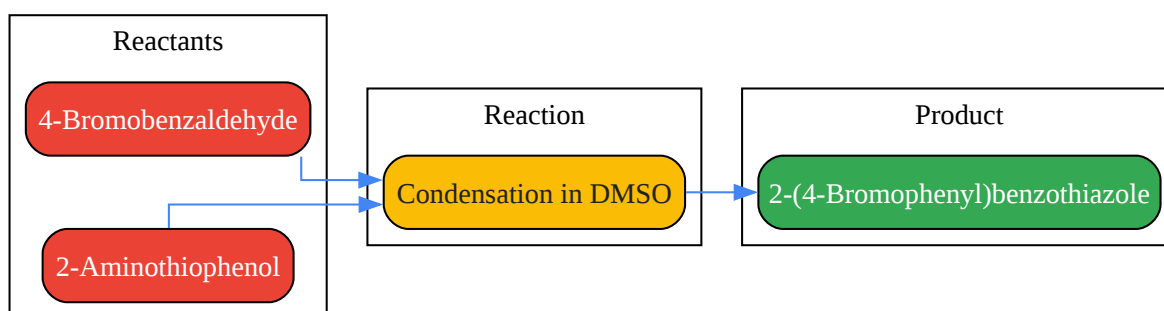 Reactants
4-Bromobenzaldehyde
2-Aminothiophenol
Reaction
Condensation in DMSO
Product
2-(4-Bromophenyl)benzothiazole